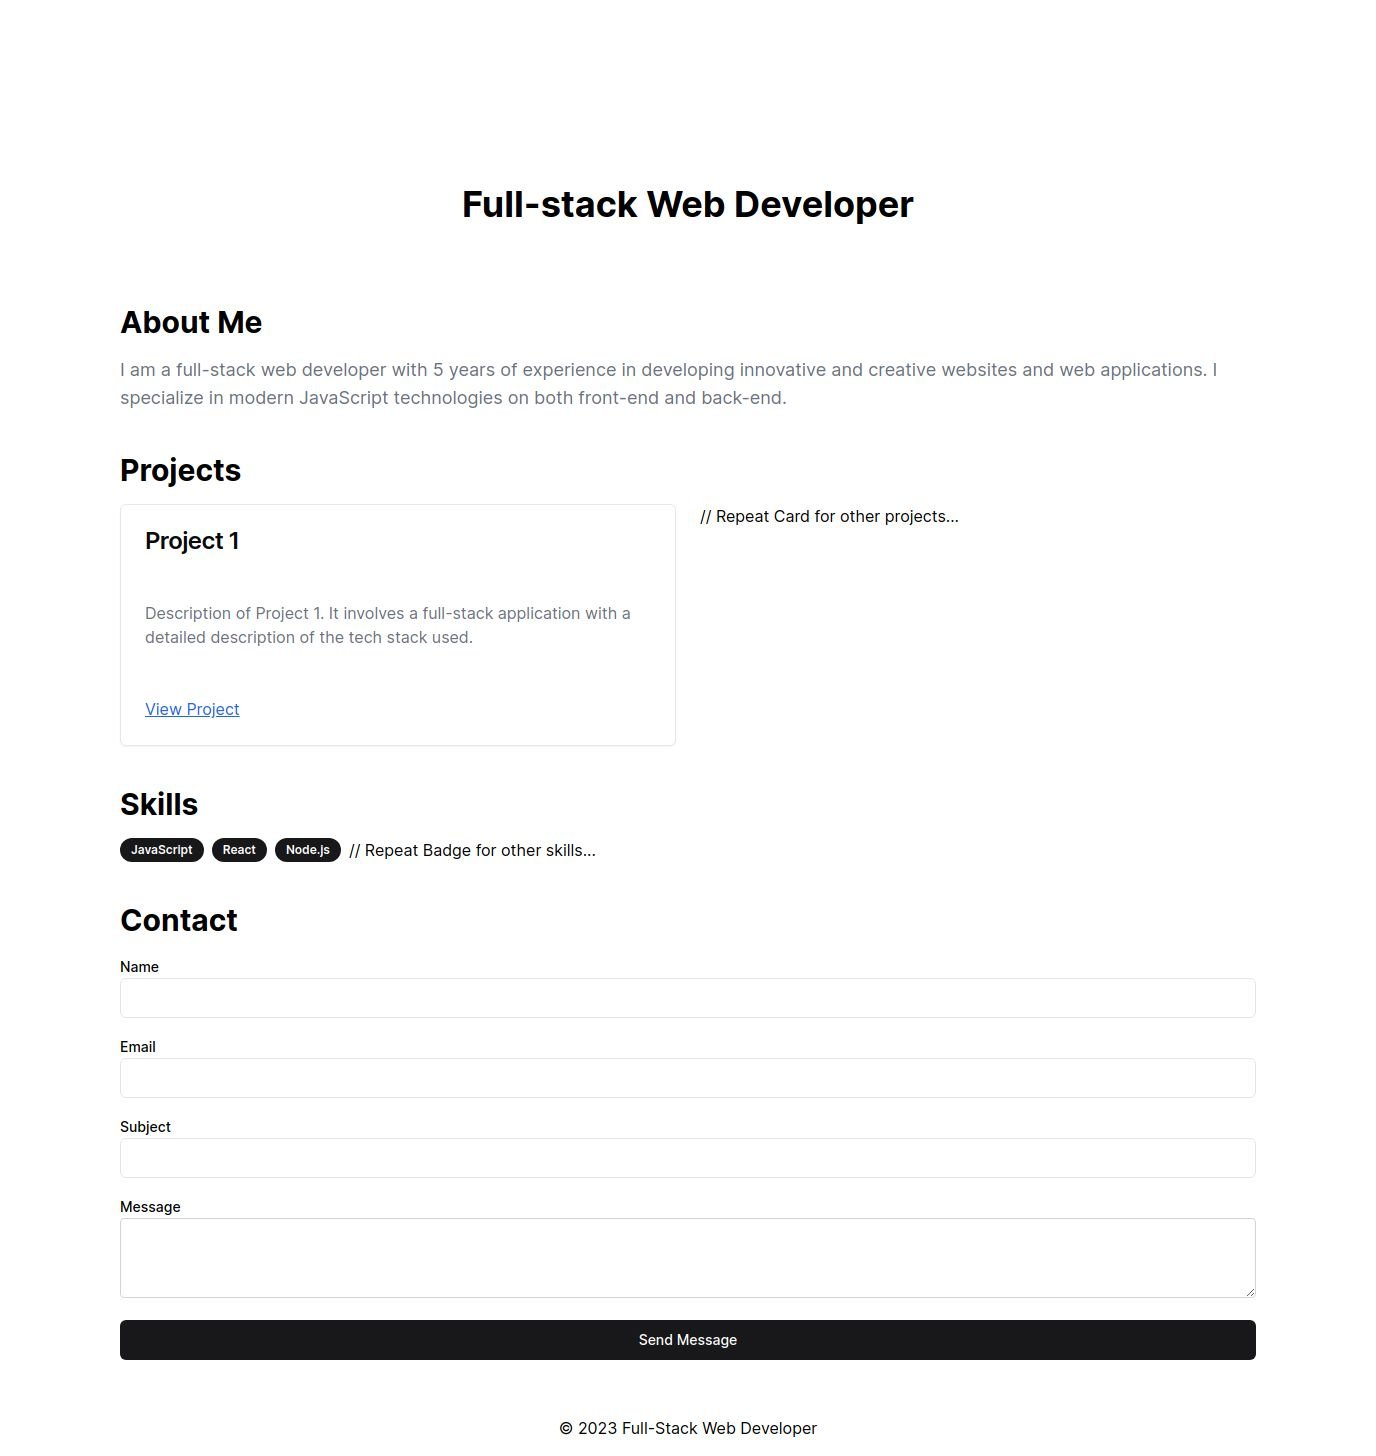 Full-stack Web Developer
About Me
I am a full-stack web developer with 5 years of experience in developing innovative and creative websites and web applications. I
specialize in modern JavaScript technologies on both front-end and back-end.
Projects
Project 1
Description of Project 1. It involves a full-stack application with a
detailed description of the tech stack used.
View Project
// Repeat Card for other projects...
Skills
JavaScript React Node.js // Repeat Badge for other skills...
Contact
Name
Email
Subject
Message
Send Message
© 2023 Full-Stack Web Developer